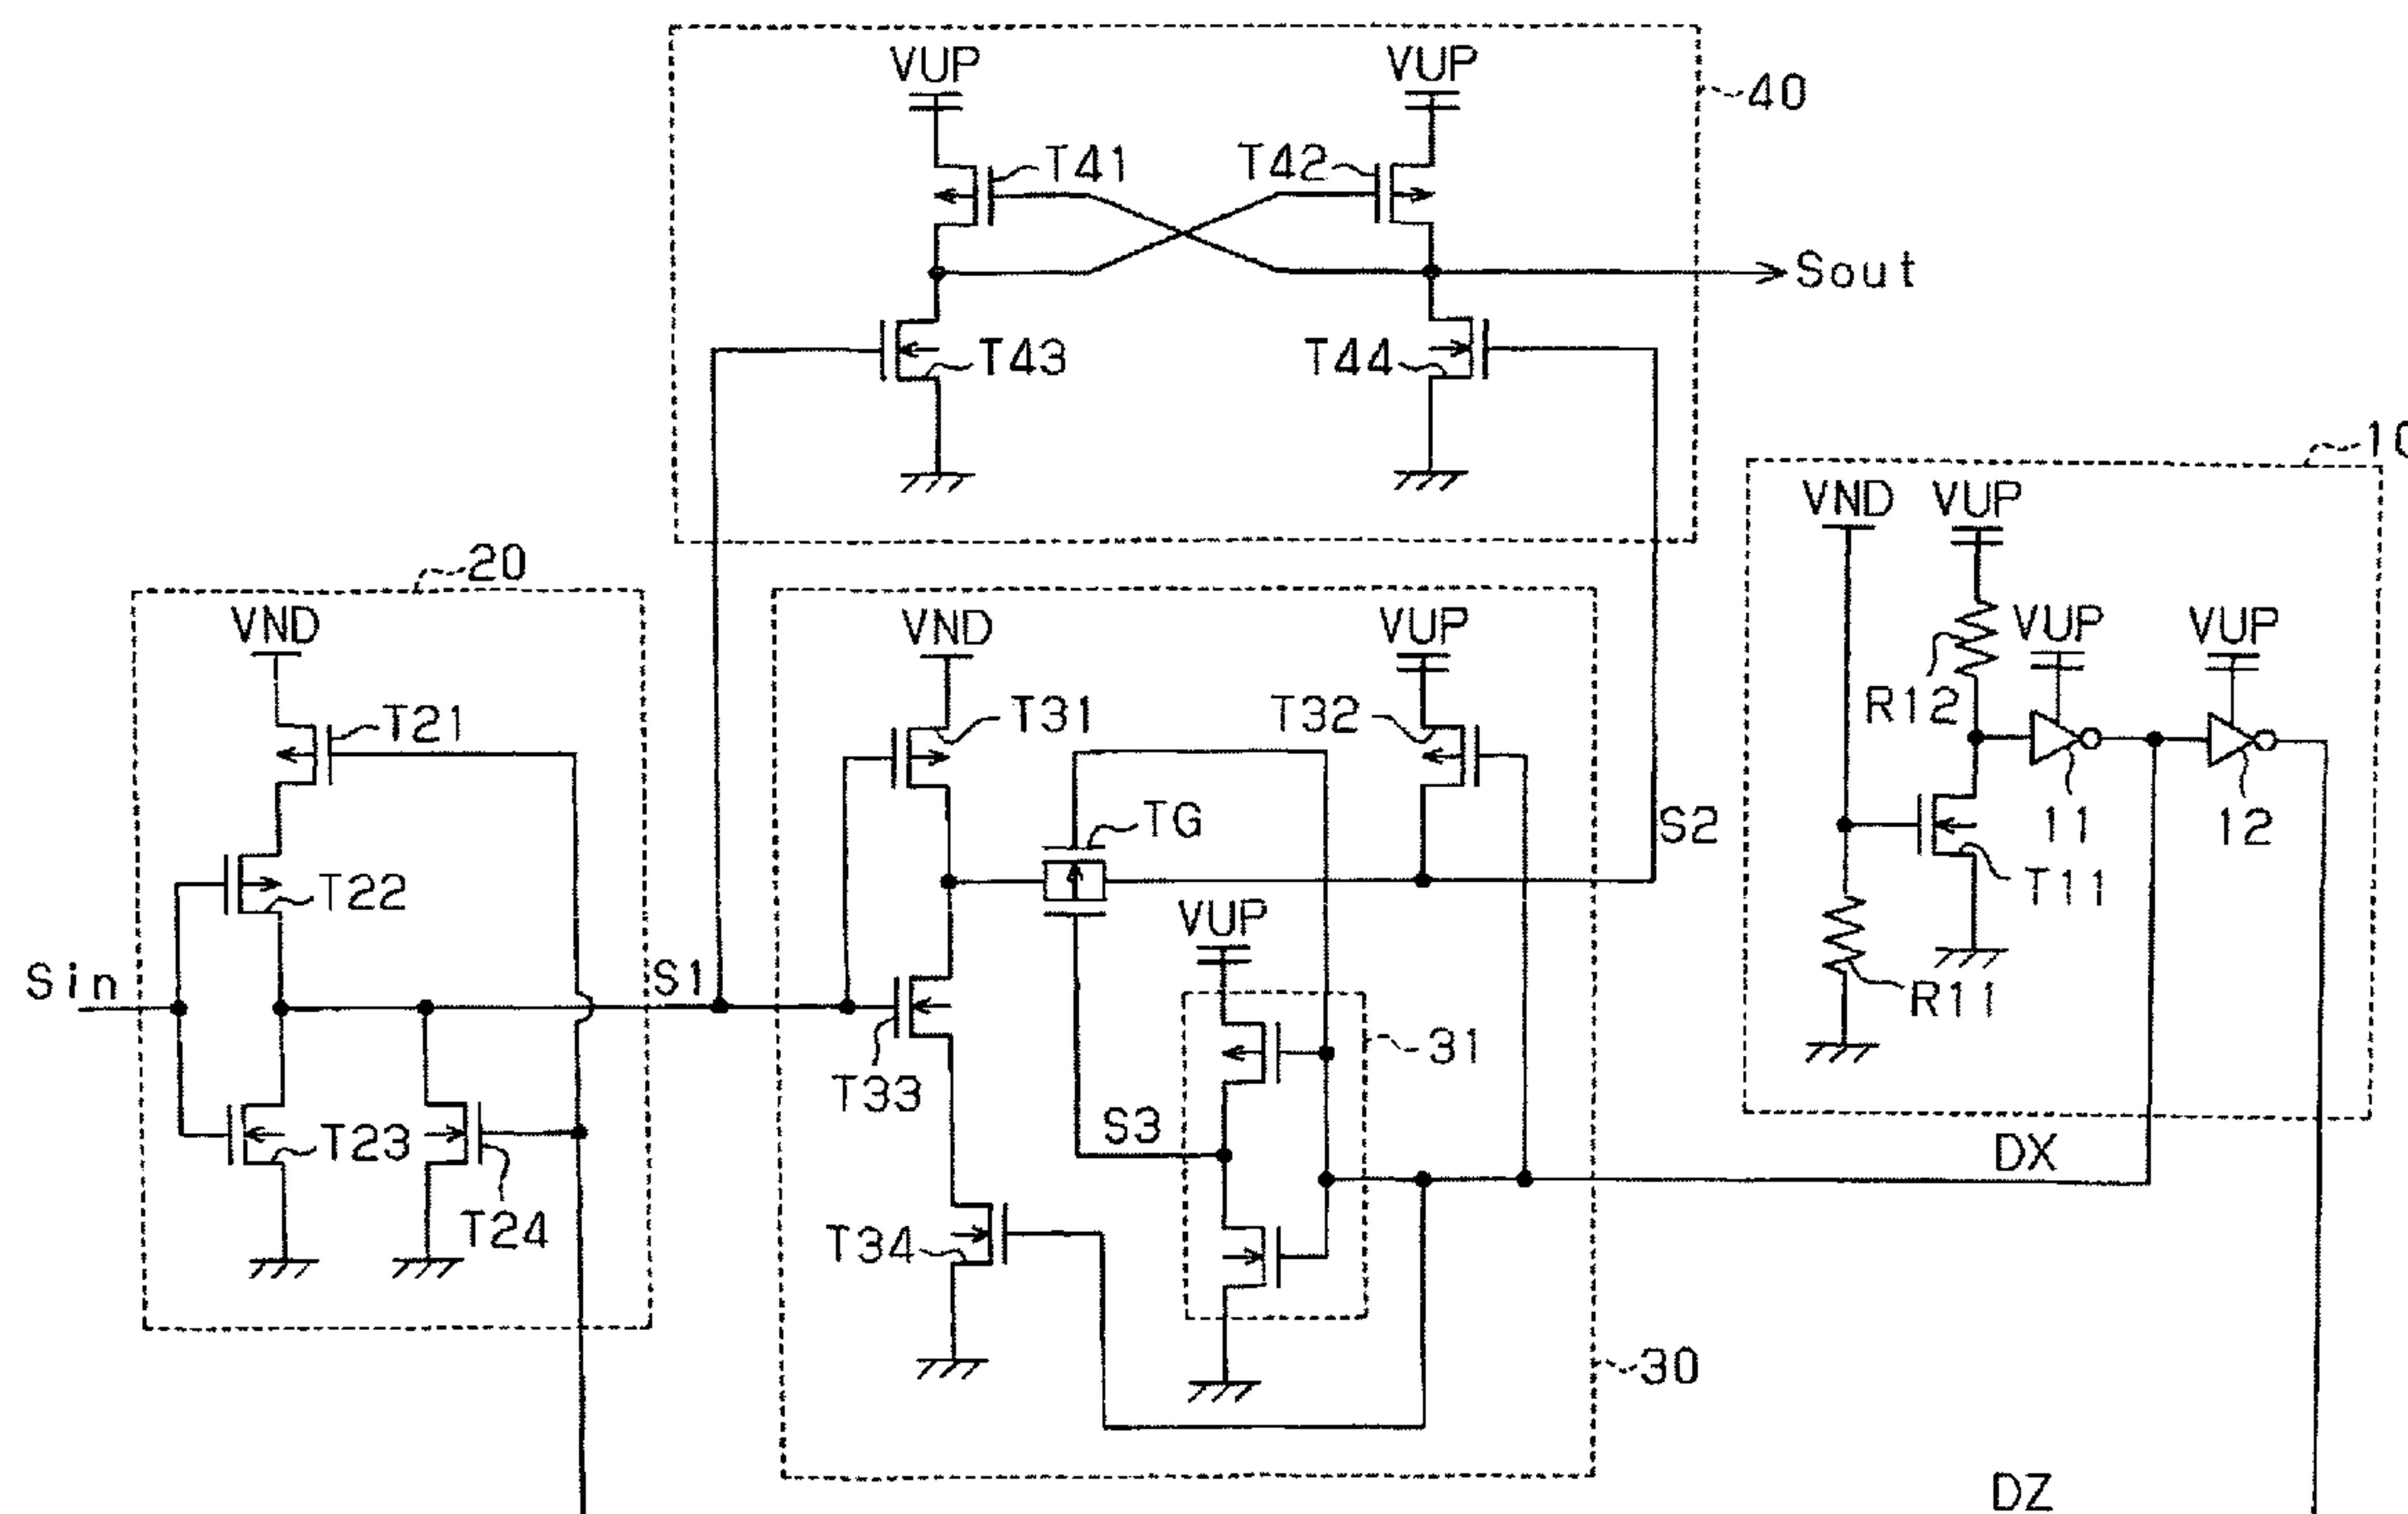 VUP VUP
40
T41 T42
Sout
T43 T44
10
VND VUP
20
VND VND VUP VUP VUP
T21 T31 T32 R12
TG S2 11 12
T22 VUP T11
Sin S1 R11
31
T33
T23 S3 DX
T24 T34
30
DZ